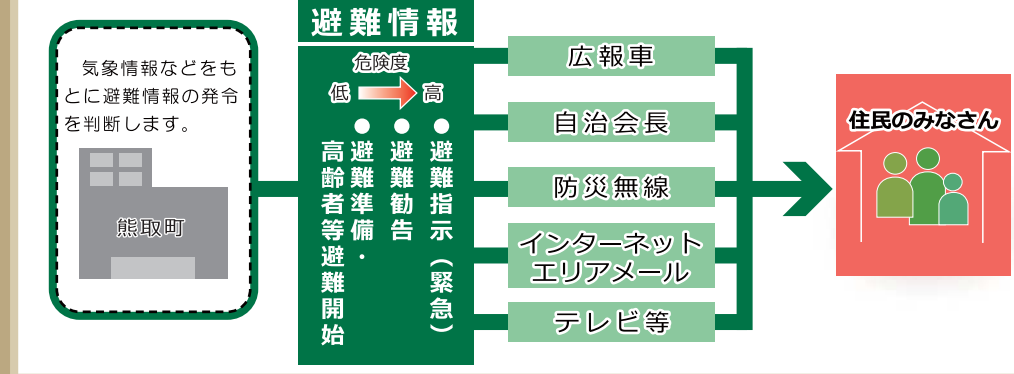 気象情報などをも
とに避難情報の発令
を判断します。
熊取町
避難情報
危険度
低
高
●避難準備・
高齢者等避難開始
●避難勧告
●避難指示（緊急）
広報車
自治会長
防災無線
インターネット
エリアメール
テレビ等
住民のみなさん